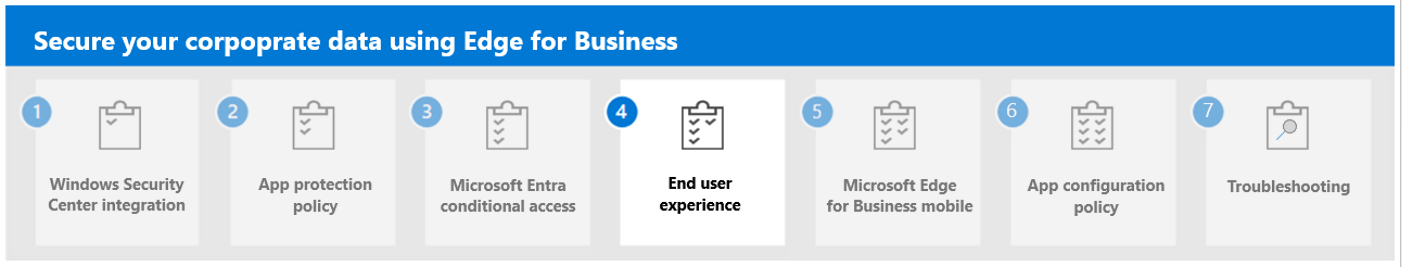 Secure your corpoprate data using Edge for Business
1
Windows Security
Center integration
2
App protection
policy
3
Microsoft Entra
conditional access
4
End user
experience
5
Microsoft Edge
for Business mobile
6
App configuration
policy
7
Troubleshooting